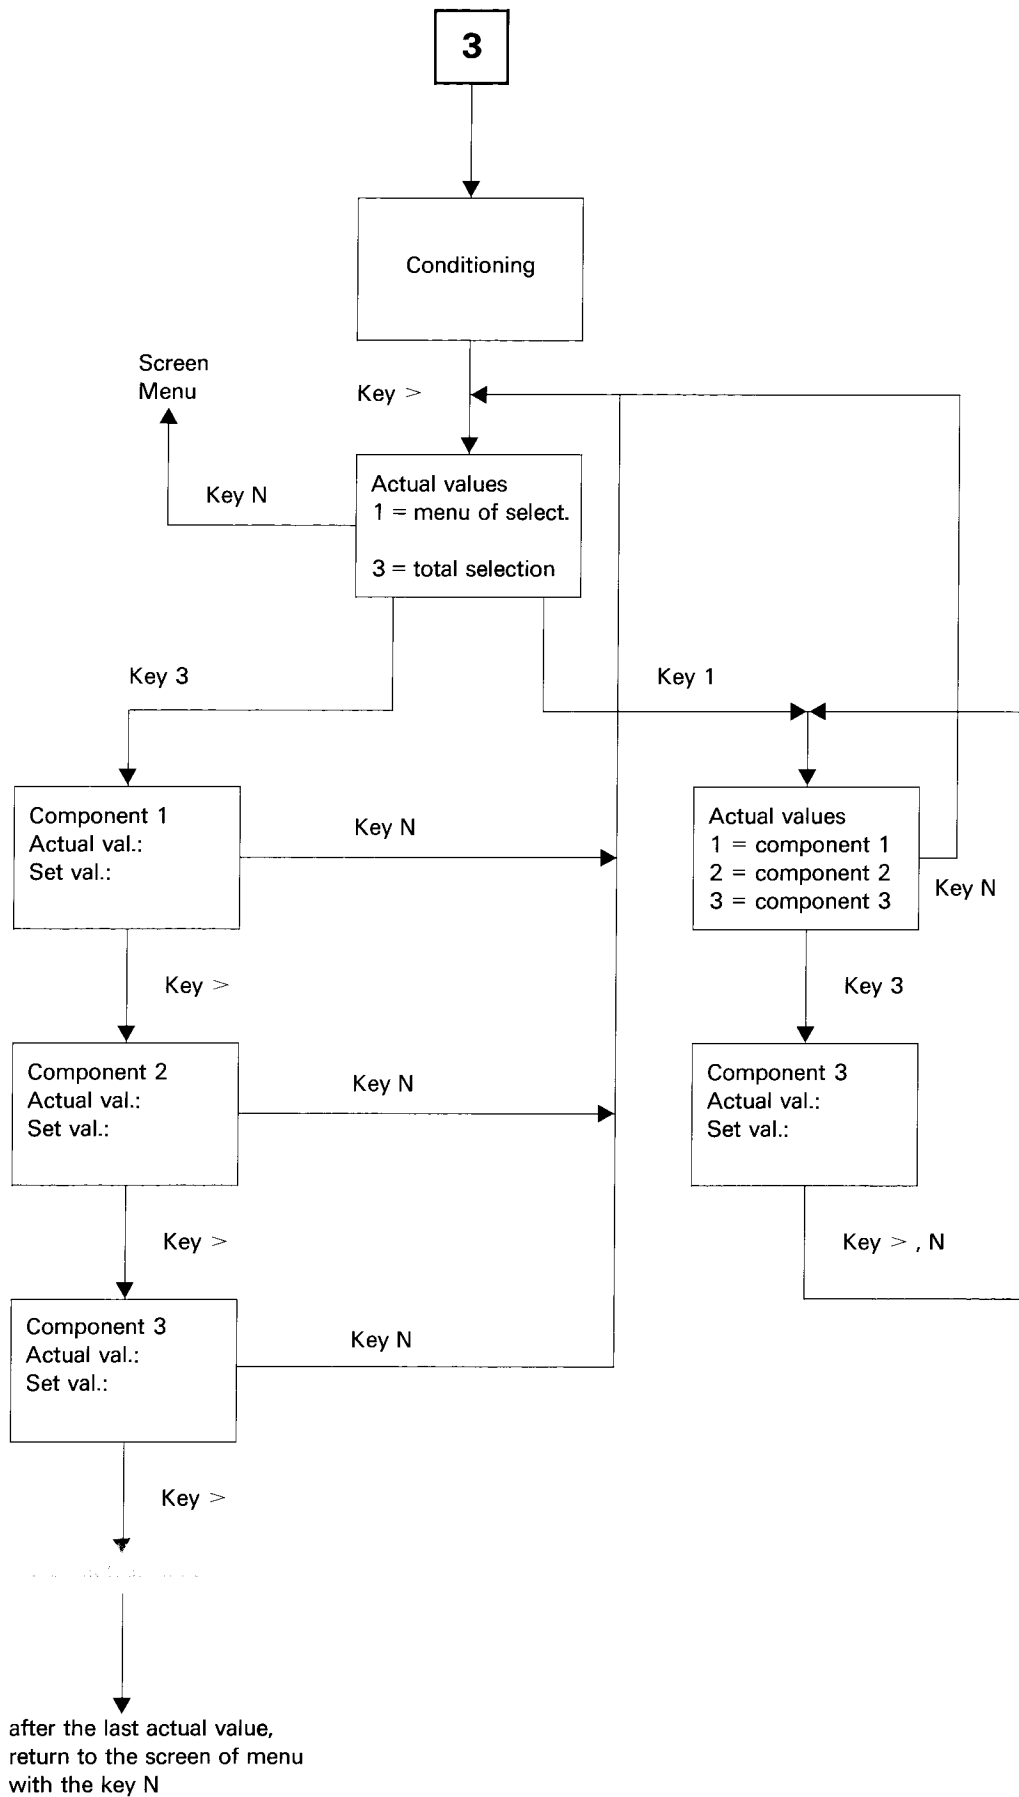 3
Conditioning
Screen
Menu
Key >
Key N
Actual values
1 = menu of select.
3 = total selection
Key 3
Key 1
Component 1
Actual val.:
Set val.:
Key N
Actual values
1 = component 1
2 = component 2
3 = component 3
Key N
Key >
Key 3
Component 2
Actual val.:
Set val.:
Key N
Component 3
Actual val.:
Set val.:
Key >
Key > , N
Component 3
Actual val.:
Set val.:
Key N
Key >
after the last actual value,
return to the screen of menu
with the key N